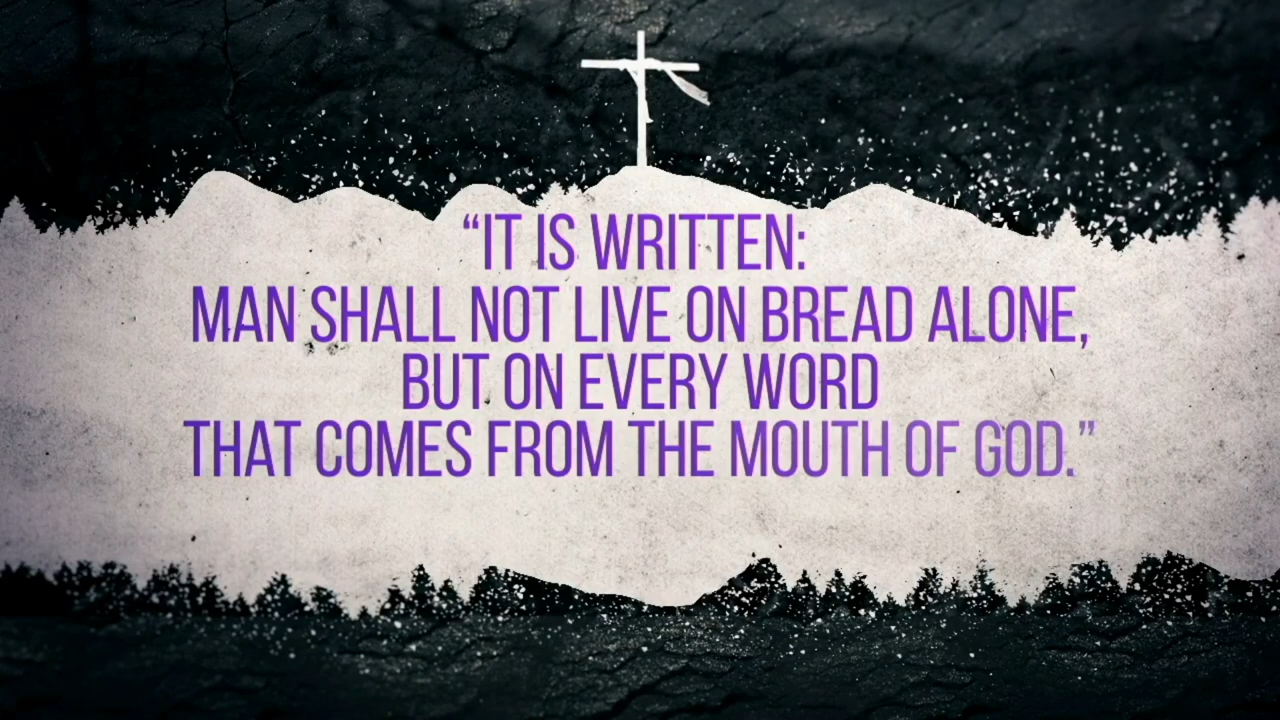 “IT IS WRITTEN:
MAN SHALL NOT LIVE ON BREAD ALONE,
BUT ON EVERY WORD
THAT COMES FROM THE MOUTH OF GOD.”